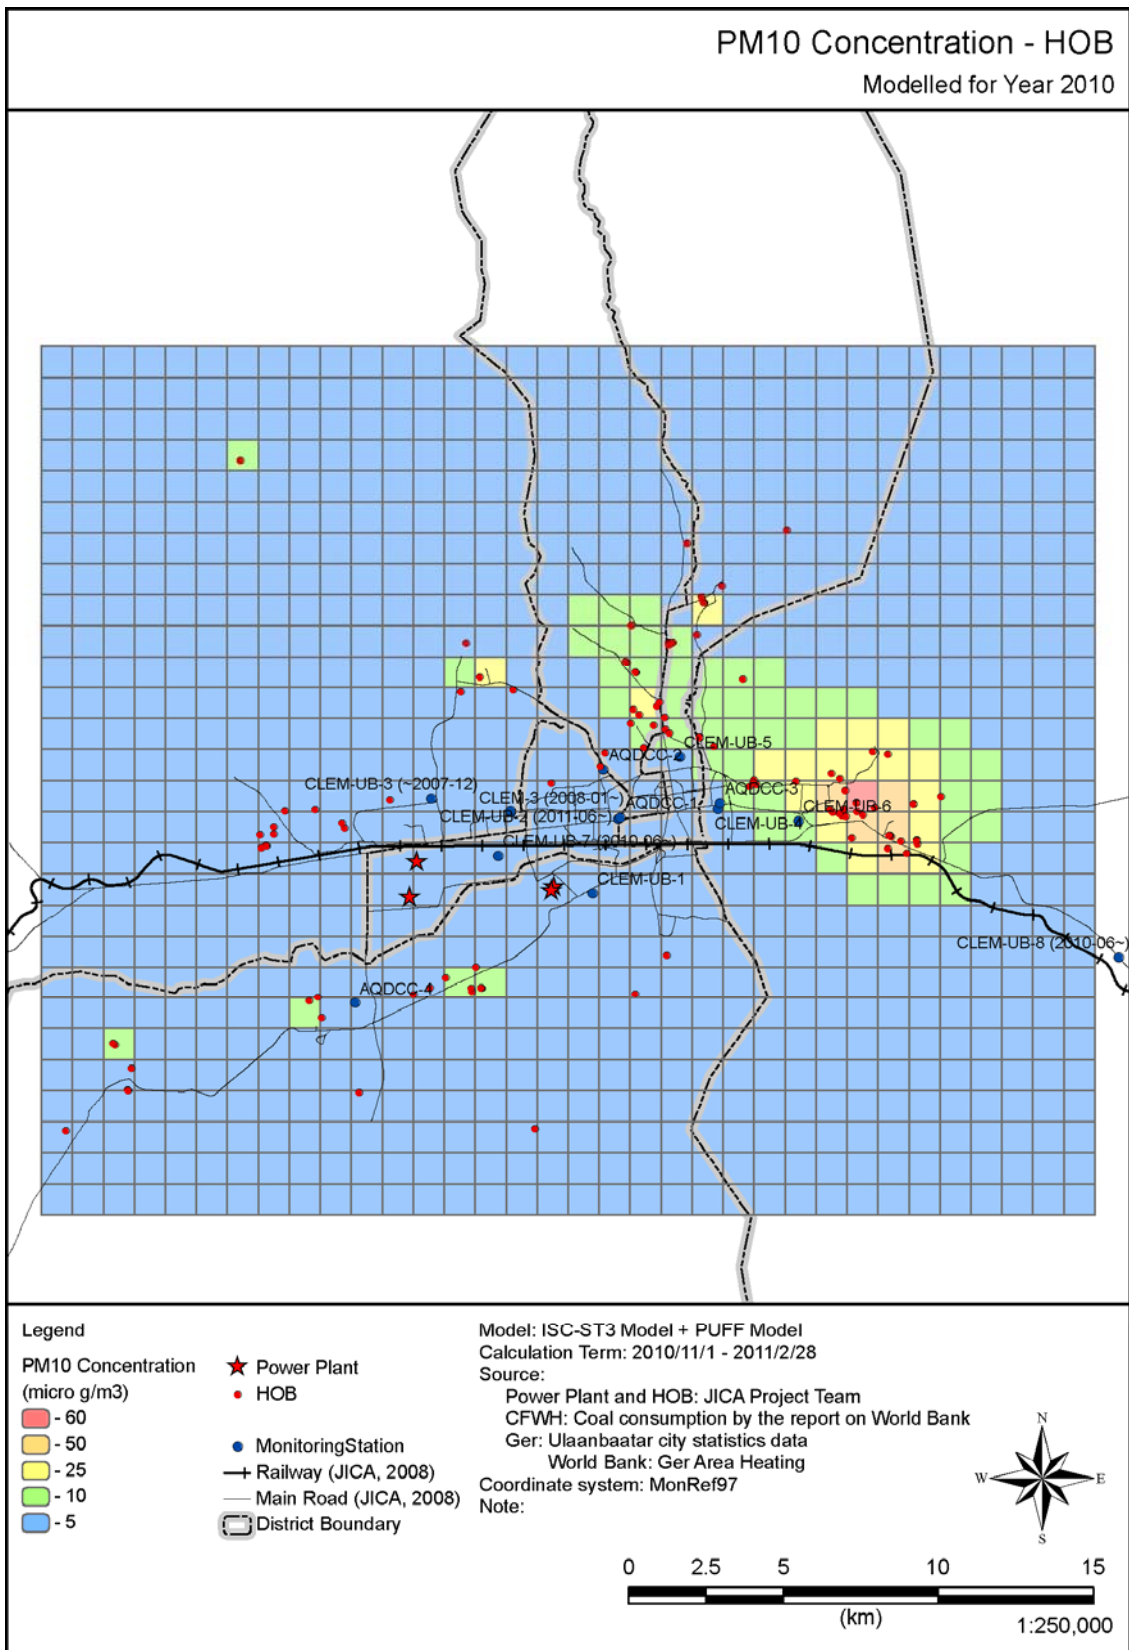 PM10 Concentration - HOB
Modelled for Year 2010
CLEM-UB-5
AQDCC-2
CLEM-UB-3 (~2007-12)
CLEM-3 (2008-01~)
AQDCC-1
AQDCC-3
CLEM-UB-6
CLEM-UB-2 (2011-06~)
CLEM-UB-4
CLEM-UB-7 (2010-06~)
CLEM-UB-1
CLEM-UB-8 (2010-06~)
AQDCC-4
Legend
PM10 Concentration
(micro g/m3)
- 60
- 50
- 25
- 10
- 5
Power Plant
HOB
MonitoringStation
Railway (JICA, 2008)
Main Road (JICA, 2008)
District Boundary
Model: ISC-ST3 Model + PUFF Model
Calculation Term: 2010/11/1 - 2011/2/28
Source:
Power Plant and HOB: JICA Project Team
CFWH: Coal consumption by the report on World Bank
Ger: Ulaanbaatar city statistics data
World Bank: Ger Area Heating
Coordinate system: MonRef97
Note:
N
W
E
S
0 2.5 5 10 15
(km)
1:250,000